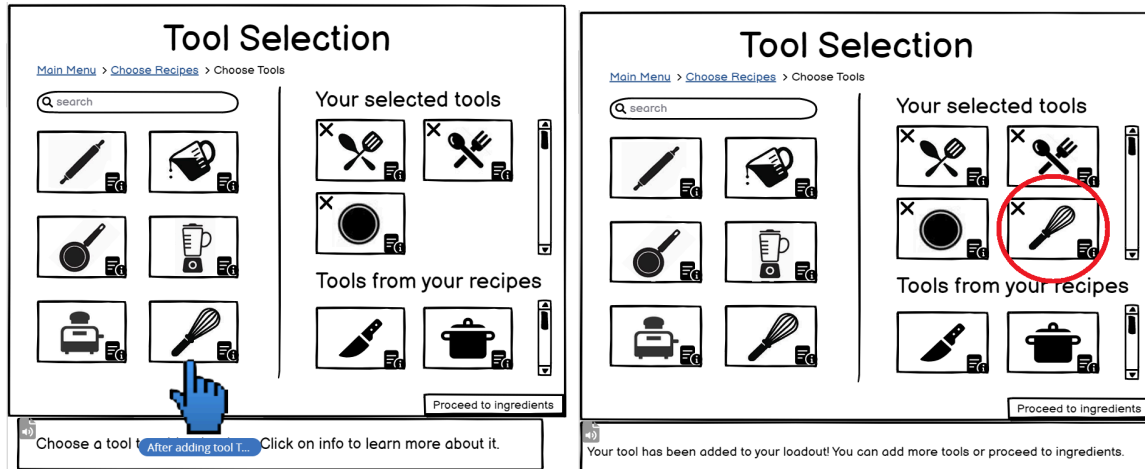 Tool Selection
Main Menu > Choose Recipes > Choose Tools
search
Your selected tools
Tools from your recipes
Proceed to ingredients
Choose a tool t Click on info to learn more about it.
After adding tool T...
Tool Selection
Main Menu > Choose Recipes > Choose Tools
search
Your selected tools
Tools from your recipes
Proceed to ingredients
Your tool has been added to your loadout! You can add more tools or proceed to ingredients.